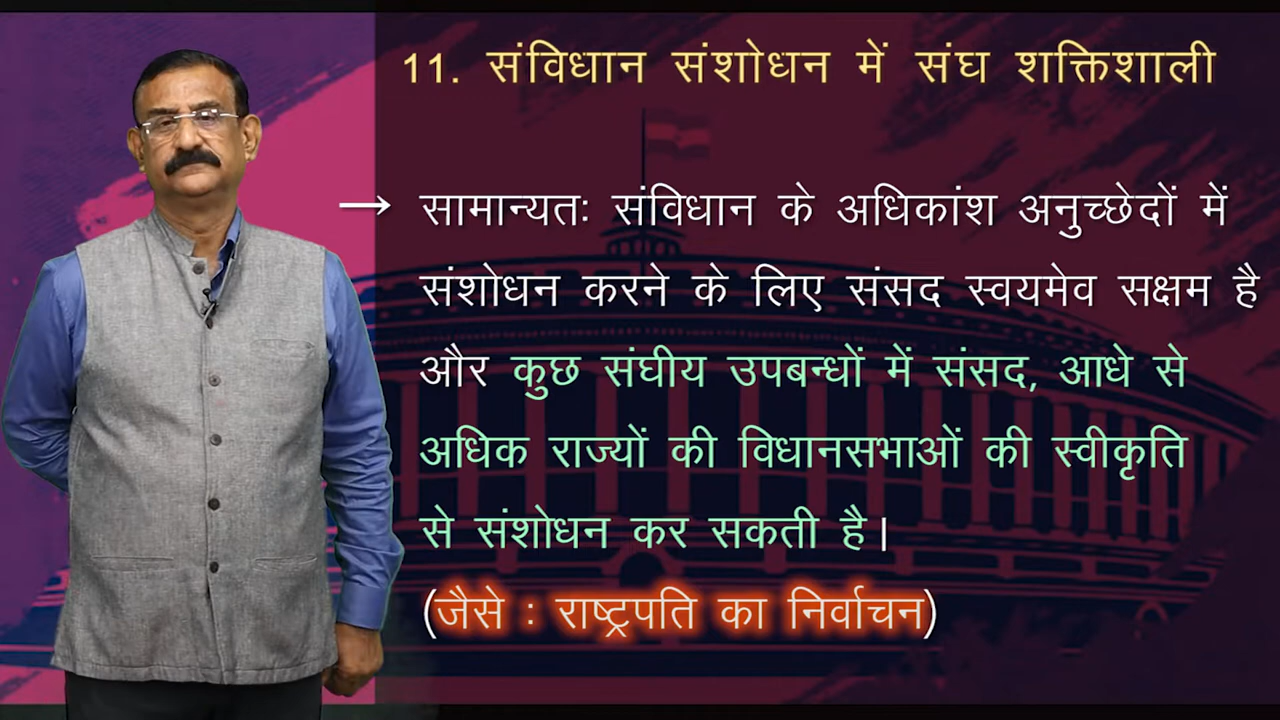 11. संविधान संशोधन में संघ शक्तिशाली
→ सामान्यतः संविधान के अधिकांश अनुच्छेदों में
संशोधन करने के लिए संसद स्वयमेव सक्षम है
और कुछ संघीय उपबन्धों में संसद, आधे से
अधिक राज्यों की विधानसभाओं की स्वीकृति
से संशोधन कर सकती है।
(जैसे : राष्ट्रपति का निर्वाचन)